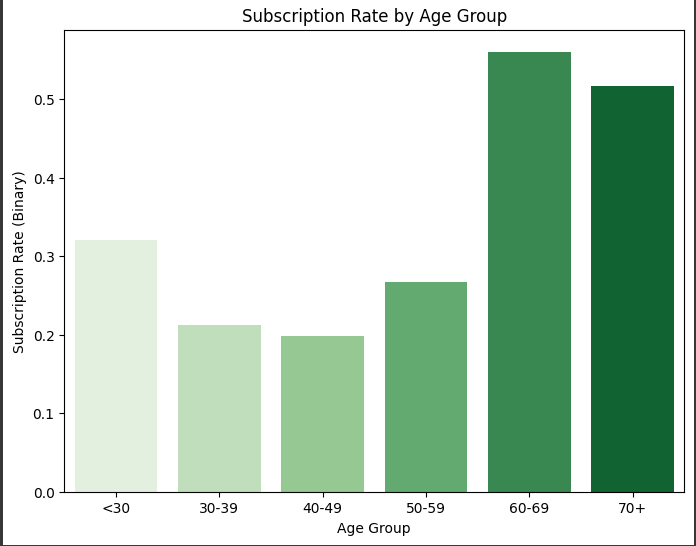 Subscription Rate by Age Group
Subscription Rate (Binary)
0.5
0.4
0.3
0.2
0.1
0.0
<30 30-39 40-49 50-59 60-69 70+
Age Group